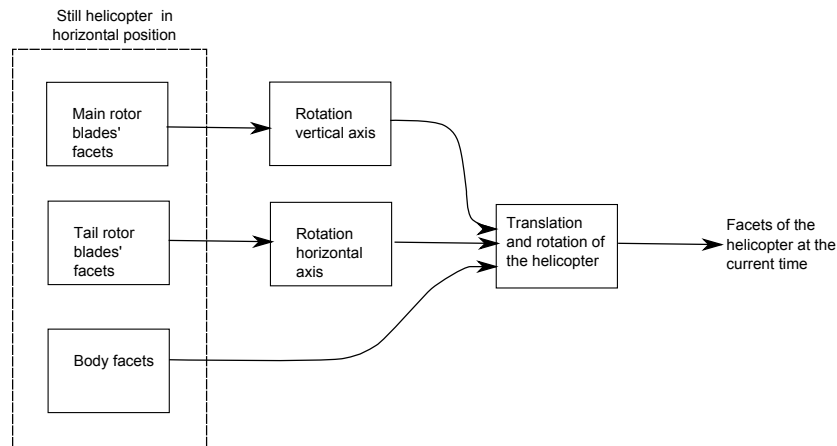 Still helicopter in
horizontal position
Main rotor
blades'
facets
Rotation
vertical axis
Tail rotor
blades'
facets
Rotation
horizontal
axis
Translation
and rotation of
the helicopter
Facets of the
helicopter at the
current time
Body facets